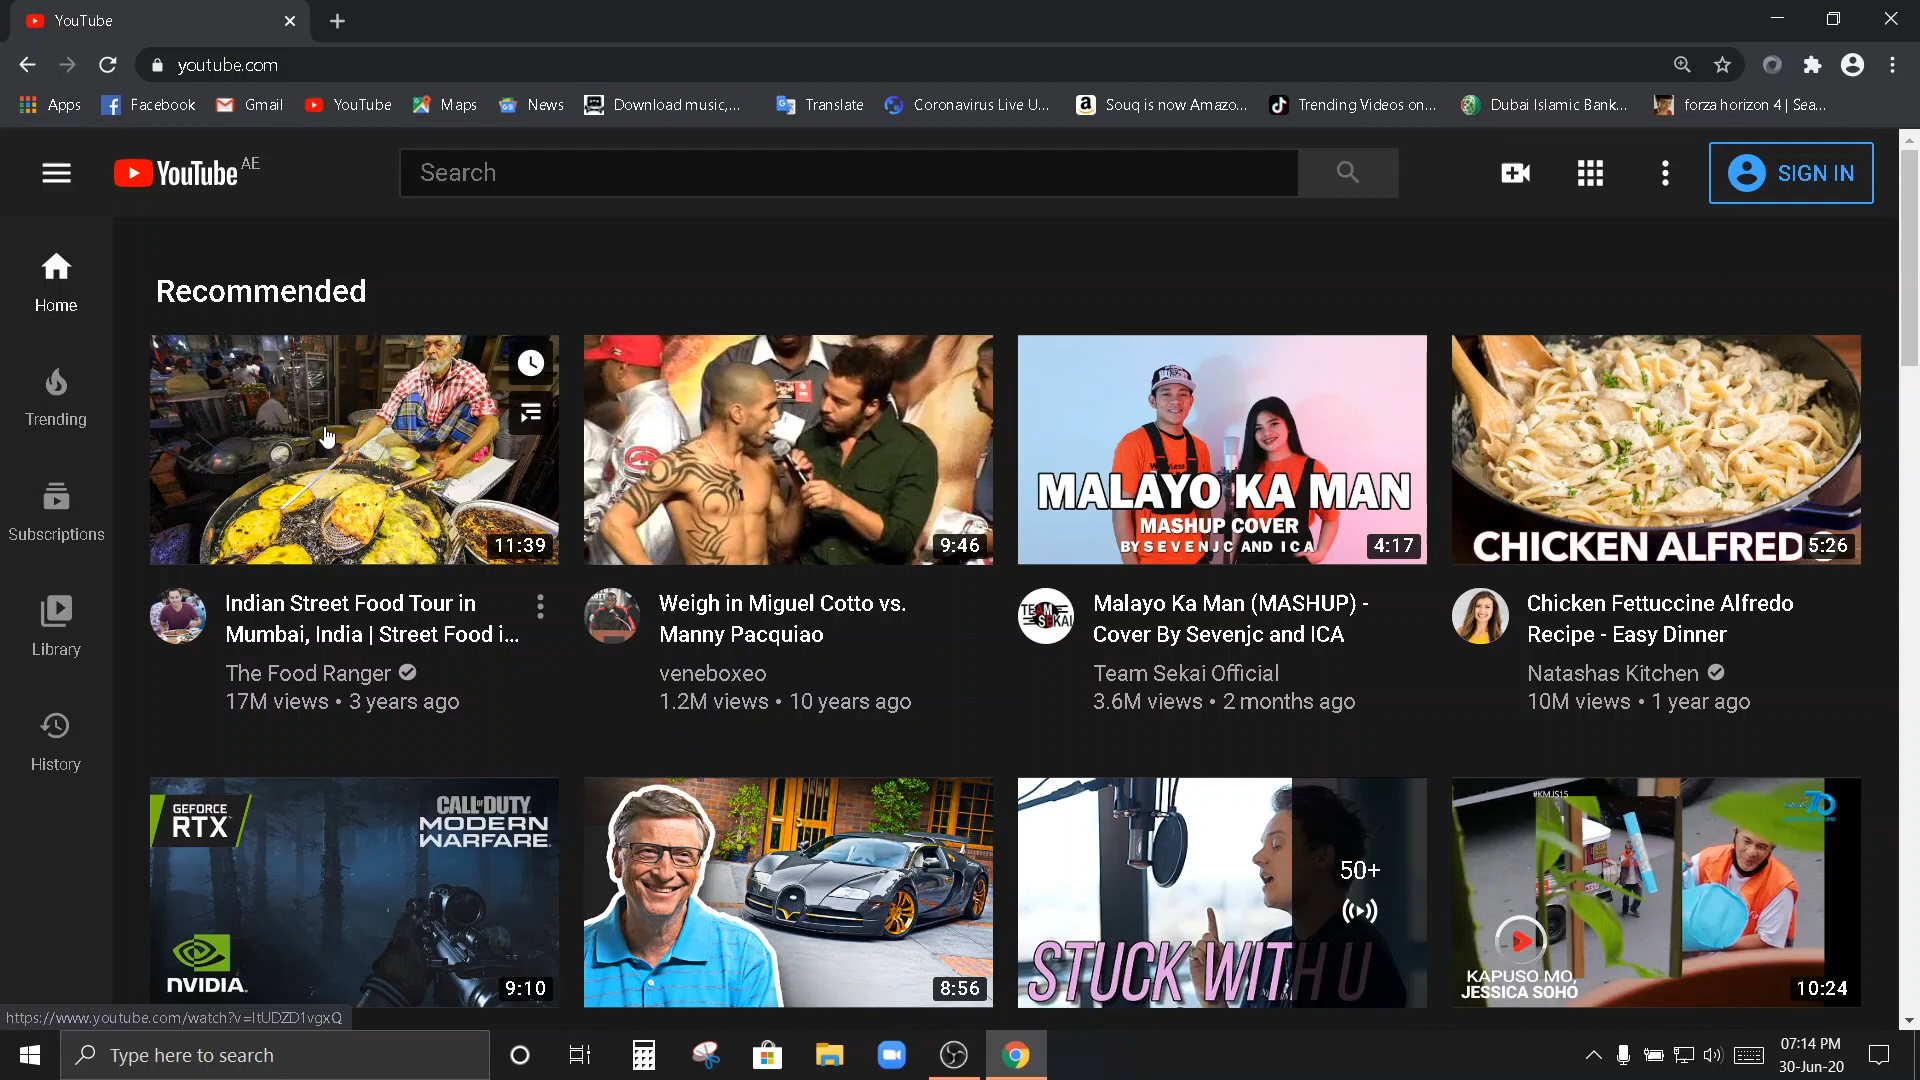 YouTube
youtube.com
Apps
Facebook
Gmail
YouTube
Maps
News
Download music,...
Translate
Coronavirus Live U...
Souq is now Amazo...
Trending Videos on...
Dubai Islamic Bank...
forza horizon 4 | Sea...
YouTube AE
Search
SIGN IN
Home
Trending
Subscriptions
Library
History
Recommended
11:39
9:46
MALAYO KA MAN
MASHUP COVER
BY SEVENJC AND ICA
4:17
CHICKEN ALFRED
5:26
Indian Street Food Tour in
Mumbai, India | Street Food i...
The Food Ranger
17M views • 3 years ago
Weigh in Miguel Cotto vs.
Manny Pacquiao
veneboxeo
1.2M views • 10 years ago
TEAM
SEKAI
Malayo Ka Man (MASHUP) -
Cover By Sevenjc and ICA
Team Sekai Official
3.6M views • 2 months ago
Chicken Fettuccine Alfredo
Recipe - Easy Dinner
Natashas Kitchen
10M views • 1 year ago
GEFORCE
RTX
CALL OF DUTY
MODERN
WARFARE
NVIDIA
9:10
8:56
50+
STUCK WITH U
#KMJS15
70
KAPUSO MO,
JESSICA SOHO
10:24
https://www.youtube.com/watch?v=ItUDZD1vgxQ
Type here to search
07:14 PM
30-Jun-20